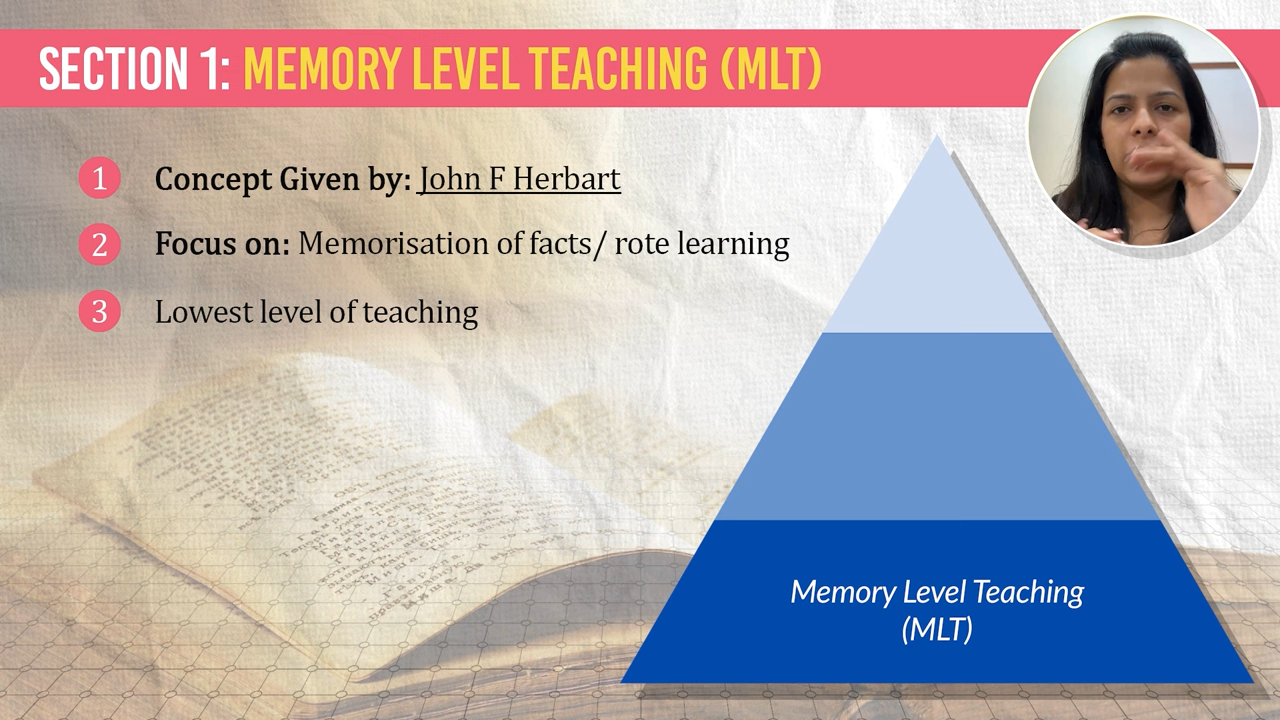 SECTION 1: MEMORY LEVEL TEACHING (MLT)
1 Concept Given by: John F Herbart
2 Focus on: Memorisation of facts/ rote learning
3 Lowest level of teaching
Memory Level Teaching
(MLT)